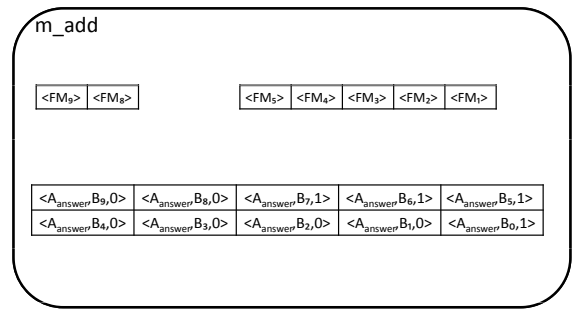 m_add
<FM₉> <FM₈> <FM₅> <FM₄> <FM₃> <FM₂> <FM₁>
<A_answer,B₉,0> <A_answer,B₈,0> <A_answer,B₇,1> <A_answer,B₆,1> <A_answer,B₅,1>
<A_answer,B₄,0> <A_answer,B₃,0> <A_answer,B₂,0> <A_answer,B₁,0> <A_answer,B₀,1>